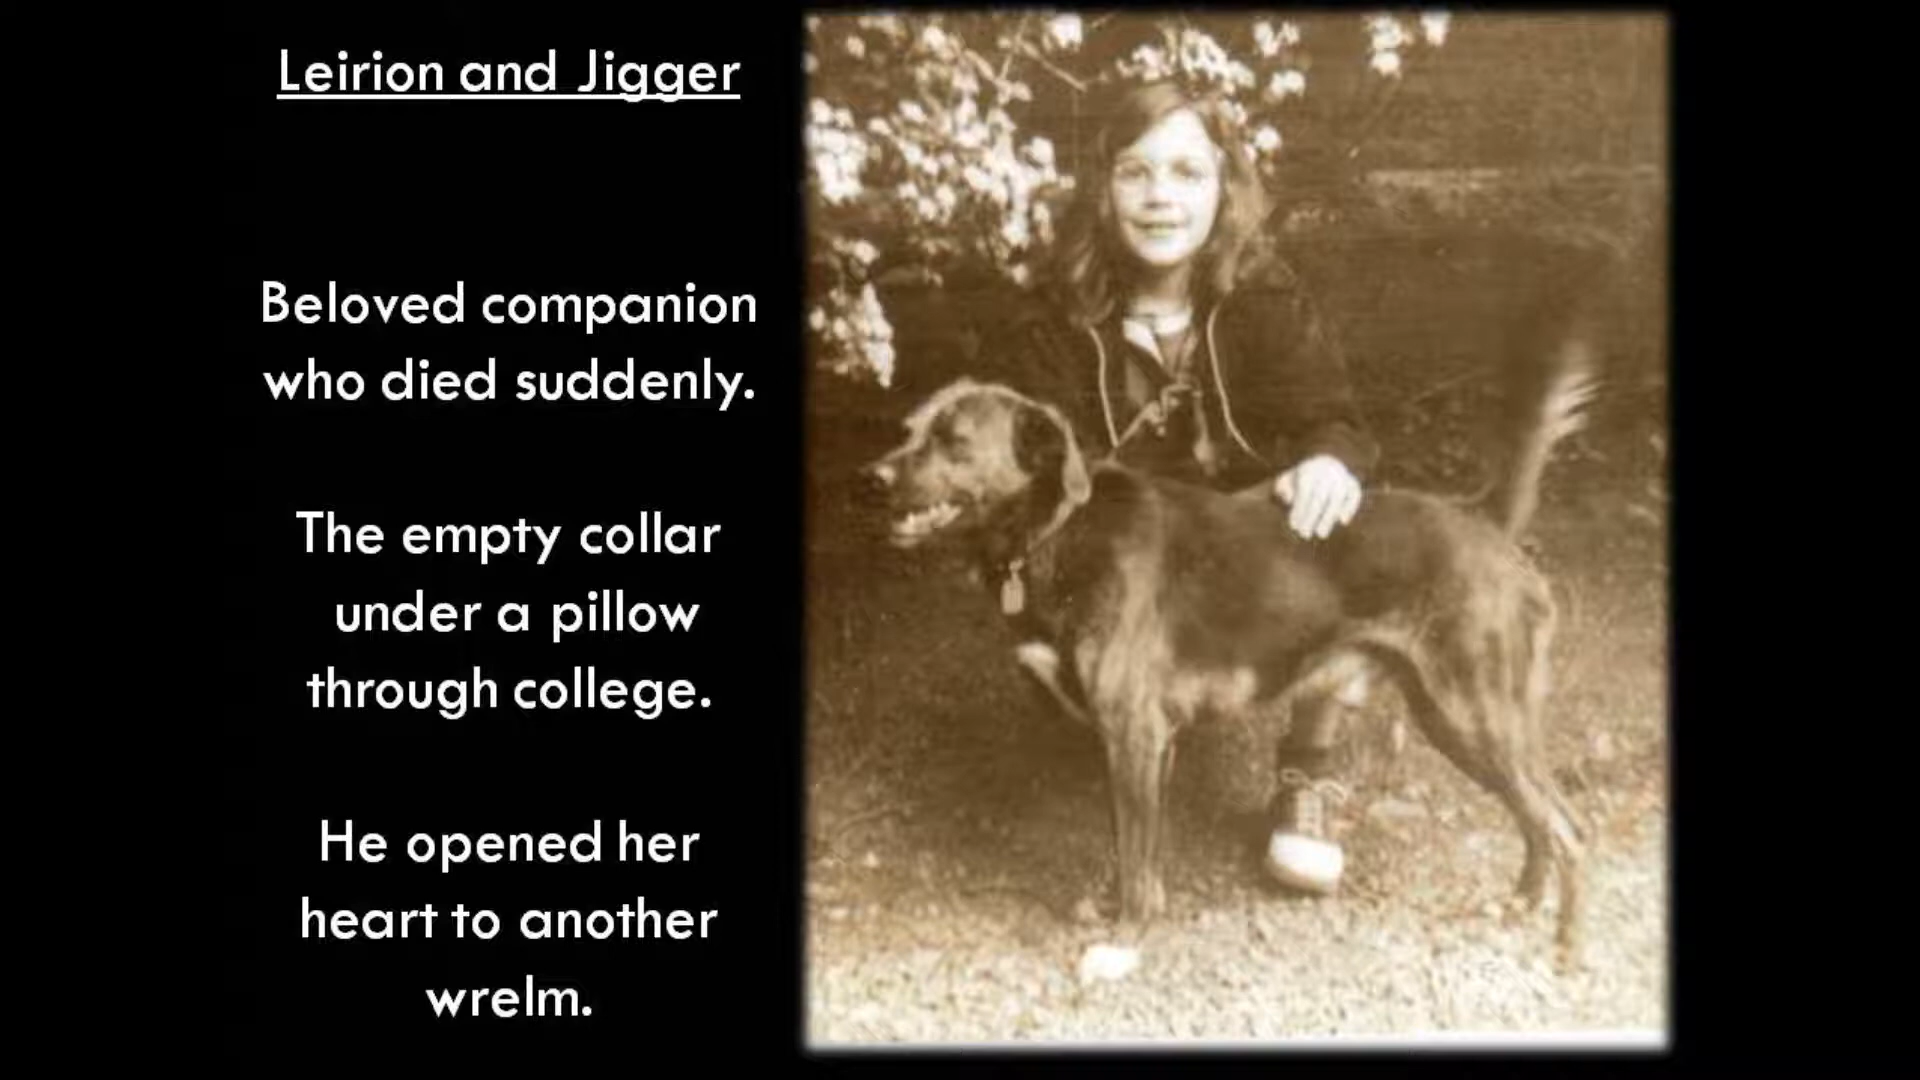 Leirion and Jigger
Beloved companion
who died suddenly.
The empty collar
under a pillow
through college.
He opened her
heart to another
wrelm.